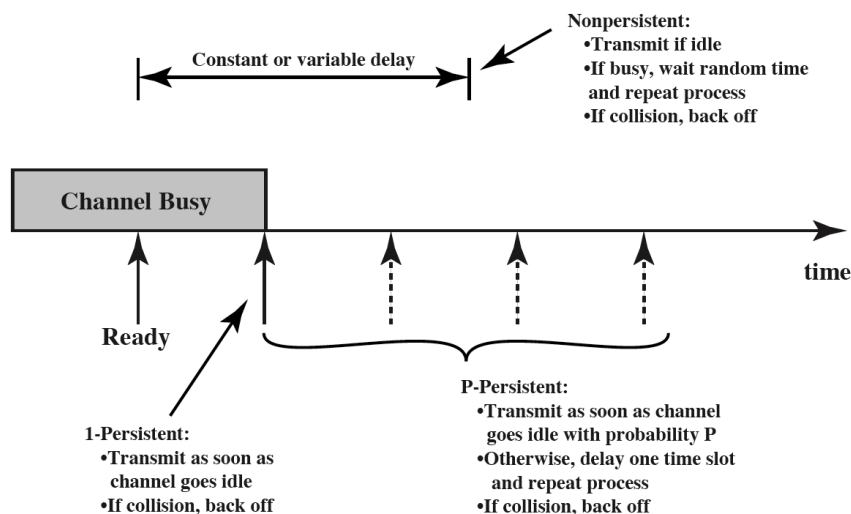 Nonpersistent:
•Transmit if idle
•If busy, wait random time
and repeat process
•If collision, back off
Constant or variable delay
Channel Busy
time
Ready
1-Persistent:
•Transmit as soon as
channel goes idle
•If collision, back off
P-Persistent:
•Transmit as soon as channel
goes idle with probability P
•Otherwise, delay one time slot
and repeat process
•If collision, back off